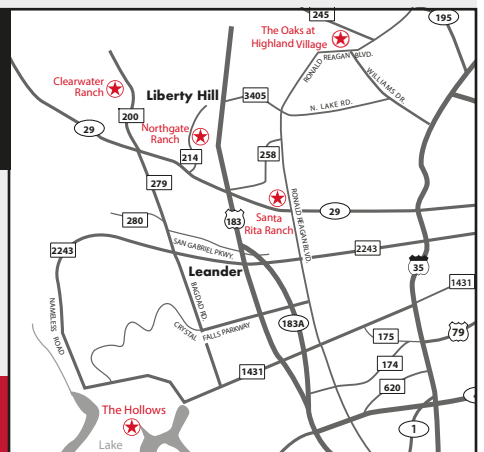 245
195
The Oaks at
Highland Village
RONALD REAGAN BLVD.
WILLIAMS DR.
Clearwater
Ranch
Liberty Hill
3405
N. LAKE RD.
200
29
Northgate
Ranch
214
258
279
RONALD REAGAN BLVD.
280
183
Santa
Rita Ranch
29
SAN GABRIEL PKWY.
2243
2243
Leander
35
1431
NAMELESS ROAD
BAGDAD RD.
183A
CRYSTAL FALLS PARKWAY
175
79
174
1431
620
The Hollows
1
Lake